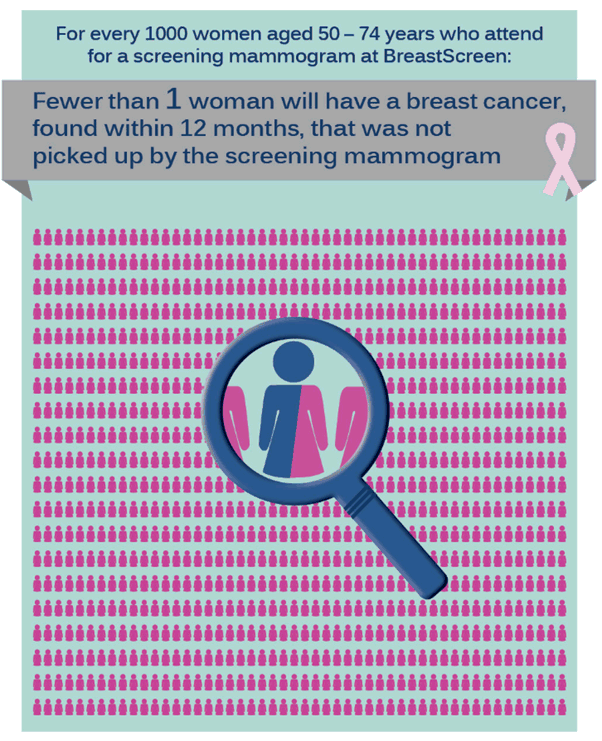 For every 1000 women aged 50 – 74 years who attend
for a screening mammogram at BreastScreen:
Fewer than 1 woman will have a breast cancer,
found within 12 months, that was not
picked up by the screening mammogram